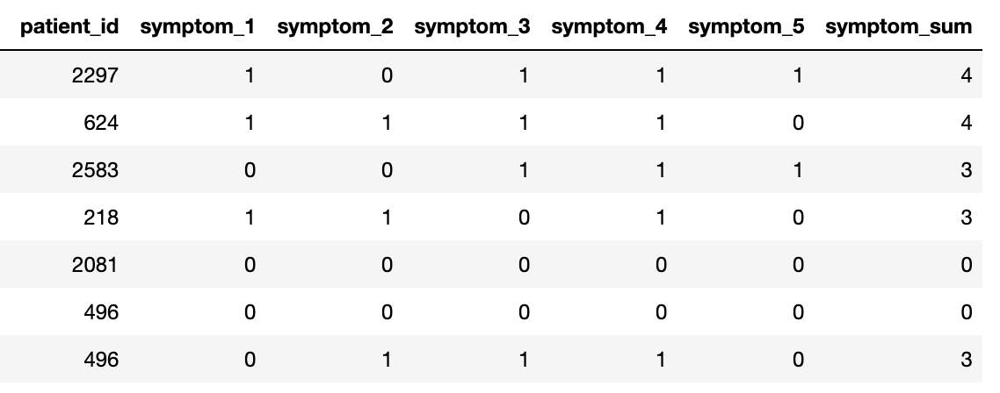 patient_id symptom_1 symptom_2 symptom_3 symptom_4 symptom_5 symptom_sum
2297 1 0 1 1 1 4
624 1 1 1 1 0 4
2583 0 0 1 1 1 3
218 1 1 0 1 0 3
2081 0 0 0 0 0 0
496 0 0 0 0 0 0
496 0 1 1 1 0 3